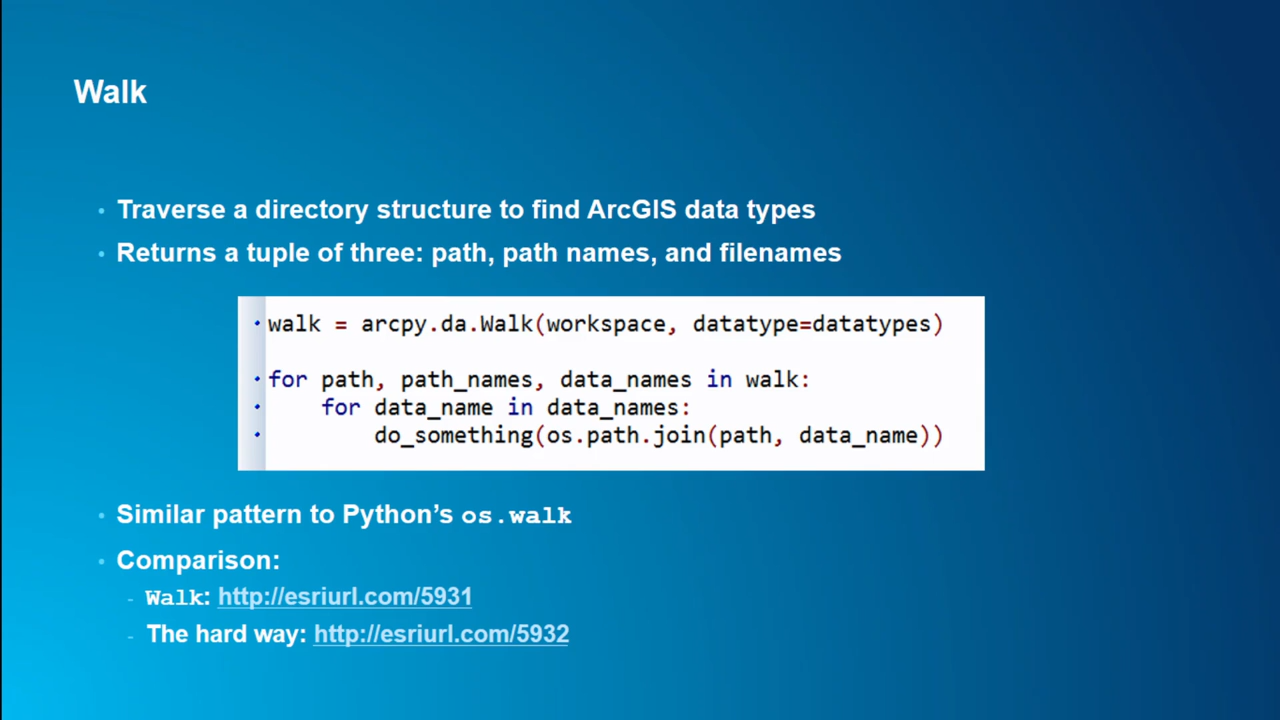 Walk
• Traverse a directory structure to find ArcGIS data types
• Returns a tuple of three: path, path names, and filenames
walk = arcpy.da.Walk(workspace, datatype=datatypes)
for path, path_names, data_names in walk:
    for data_name in data_names:
        do_something(os.path.join(path, data_name))
• Similar pattern to Python’s os.walk
• Comparison:
- Walk: http://esriurl.com/5931
- The hard way: http://esriurl.com/5932